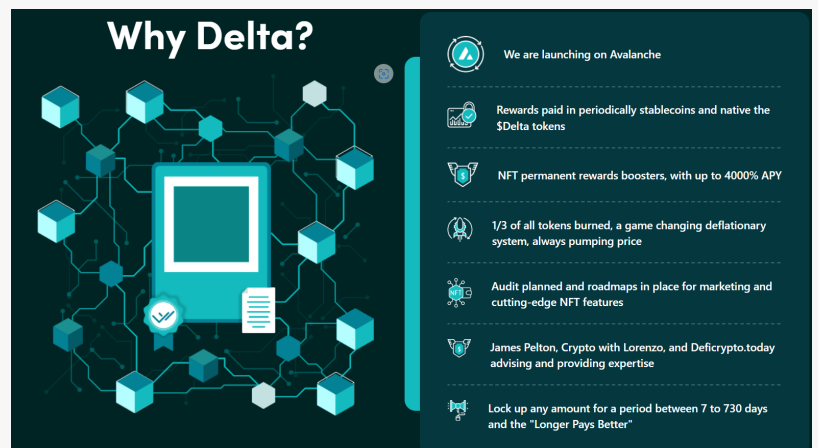 Why Delta?
We are launching on Avalanche
Rewards paid in periodically stablecoins and native the
$Delta tokens
NFT permanent rewards boosters, with up to 4000% APY
1/3 of all tokens burned, a game changing deflationary
system, always pumping price
NFT
Audit planned and roadmaps in place for marketing and
cutting-edge NFT features
James Pelton, Crypto with Lorenzo, and Deficrypto.today
advising and providing expertise
Lock up any amount for a period between 7 to 730 days
and the "Longer Pays Better"